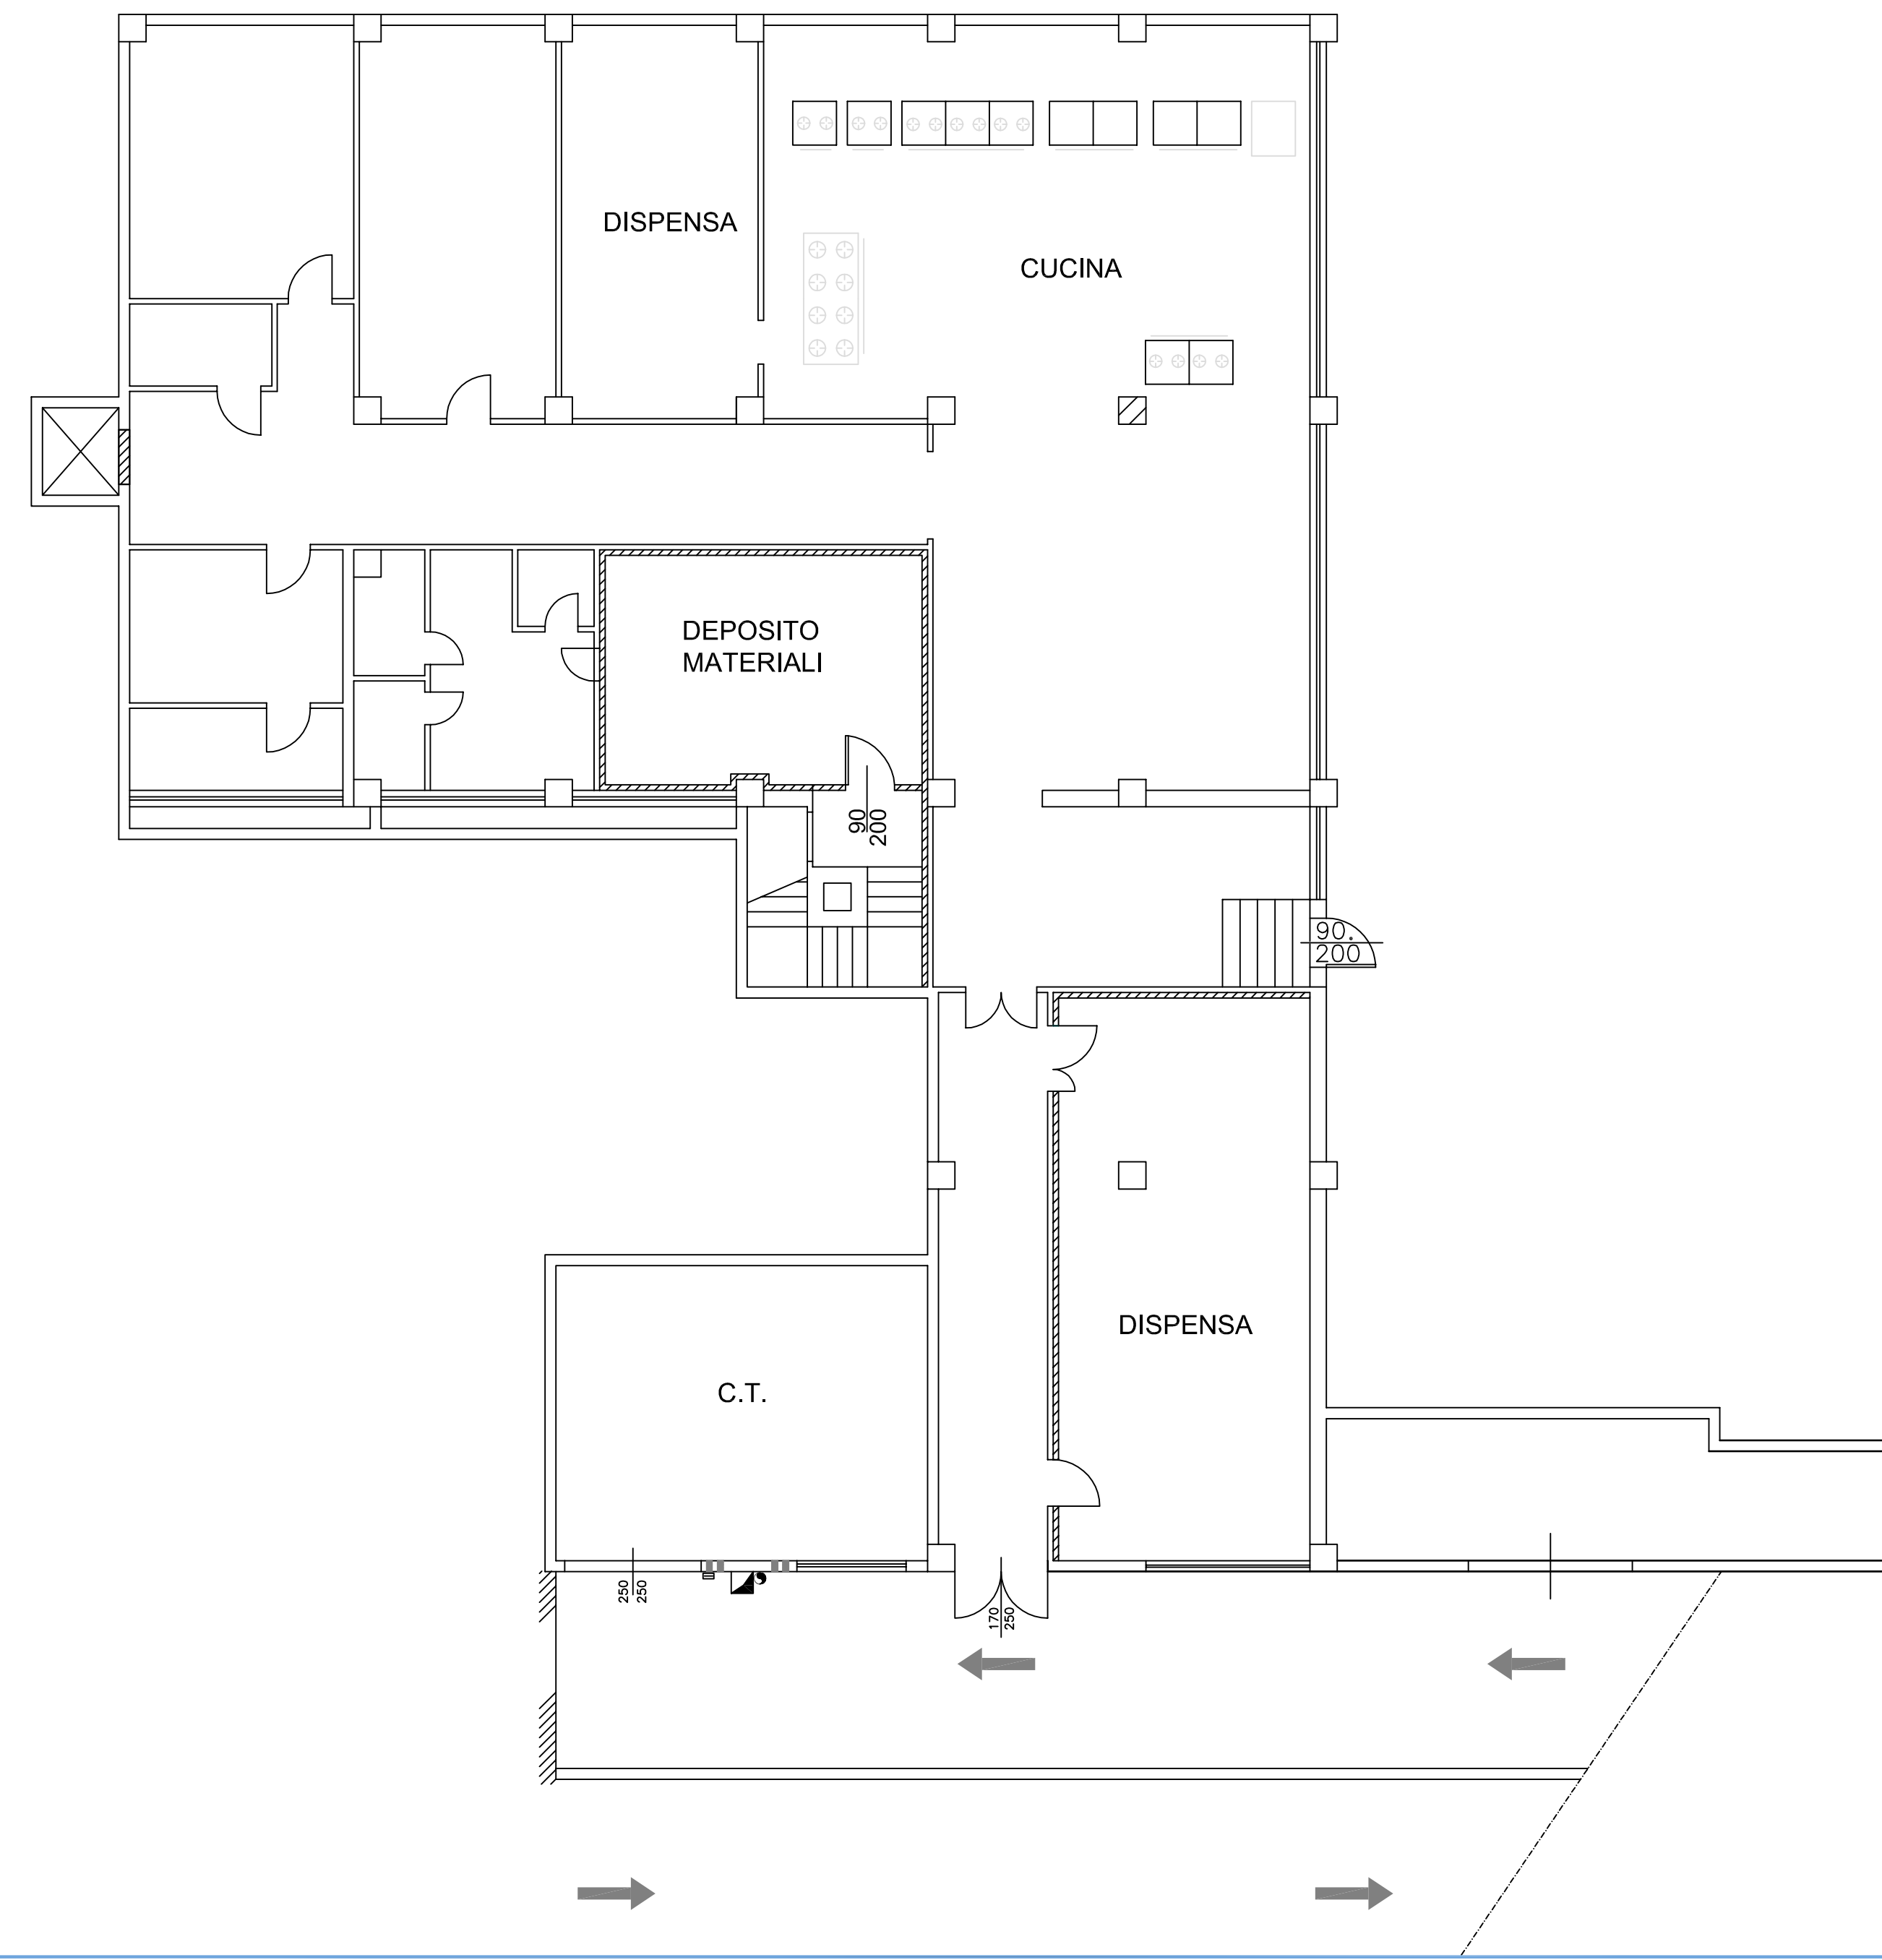 DISPENSA
CUCINA
DEPOSITO
MATERIALI
90
200
90.
200
DISPENSA
C.T.
250
250
170
250